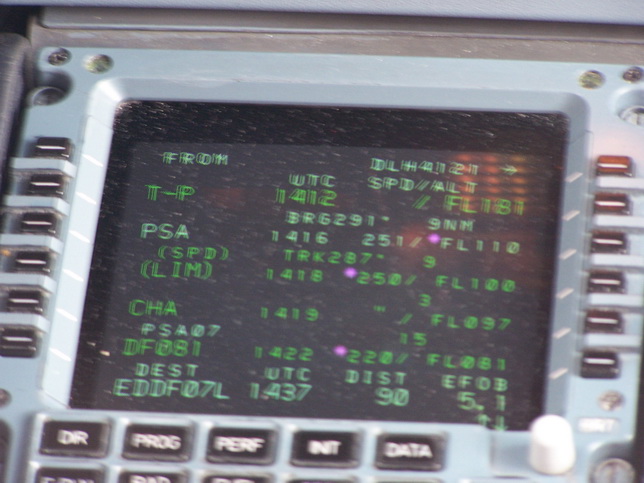 FROM DLH4121 →
UTC SPD/ALT
T-P 1412 / FL181
BRG291° 9NM
PSA 1416 251/ FL110
(SPD) TRK287° 9
(LIM) 1418 250/ FL100
3
CHA 1419 " / FL097
PSA07 15
DF081 1422 220/ FL081
DEST UTC DIST EFOB
EDDF07L 1437 90 5.1
↑↓
DIR PROG PERF INIT DATA